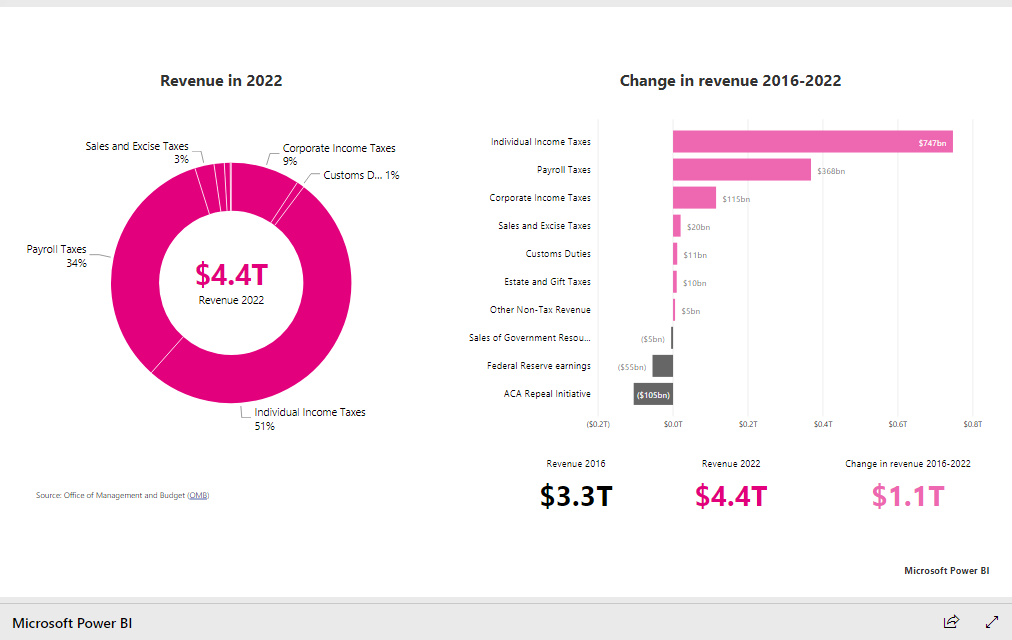 Revenue in 2022
Sales and Excise Taxes
3%
Corporate Income Taxes
9%
Customs D... 1%
Payroll Taxes
34%
$4.4T
Revenue 2022
Individual Income Taxes
51%
Source: Office of Management and Budget (OMB)
Change in revenue 2016-2022
Individual Income Taxes $747bn
Payroll Taxes $368bn
Corporate Income Taxes $115bn
Sales and Excise Taxes $20bn
Customs Duties $11bn
Estate and Gift Taxes $10bn
Other Non-Tax Revenue $5bn
Sales of Government Resou... ($5bn)
Federal Reserve earnings ($55bn)
ACA Repeal Initiative ($105bn)
($0.2T) $0.0T $0.2T $0.4T $0.6T $0.8T
Revenue 2016 Revenue 2022 Change in revenue 2016-2022
$3.3T $4.4T $1.1T
Microsoft Power BI
Microsoft Power BI